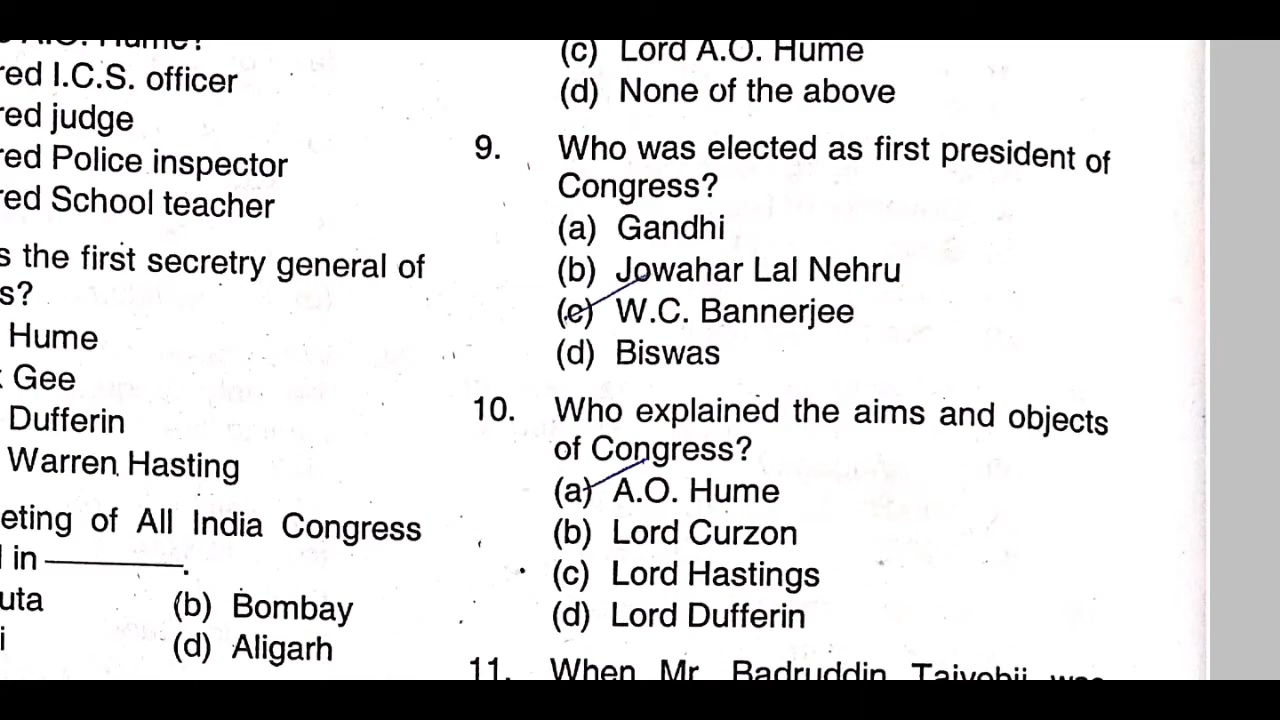 A.O. Hume?
red I.C.S. officer
red judge
red Police inspector
red School teacher
s the first secretry general of
s?
Hume
Gee
Dufferin
Warren Hasting
eting of All India Congress
in ________.
uta (b) Bombay
i (d) Aligarh
(c) Lord A.O. Hume
(d) None of the above
9. Who was elected as first president of
Congress?
(a) Gandhi
(b) Jowahar Lal Nehru
(c) W.C. Bannerjee
(d) Biswas
10. Who explained the aims and objects
of Congress?
(a) A.O. Hume
(b) Lord Curzon
(c) Lord Hastings
(d) Lord Dufferin
11. When Mr. Badruddin Taiyebji was